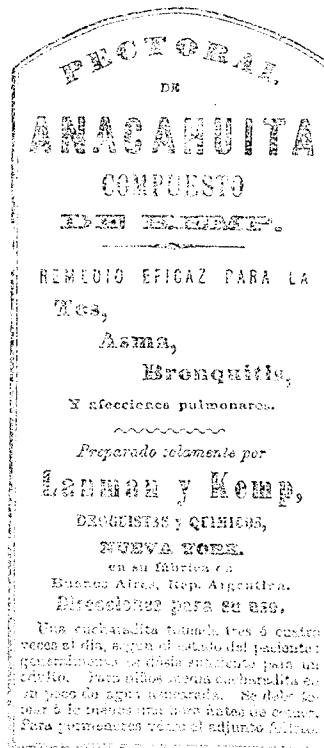 PECTORAL
DE
ANACAHUITA
COMPUESTO
DE KEMP.
REMEDIO EFICAZ PARA LA
Tos,
Asma,
Bronquitis,
Y afecciones pulmonares.
Preparado solamente por
Lanman y Kemp,
DROGUISTAS y QUIMICOS,
NUEVA YORK.
en su fábrica en
Buenos Aires, Rep. Argentina.
Direcciones para su uso.
Una cucharadita tomada tres ó cuatro
veces al dia, segun el estado del paciente:
generalmente es dósis suficiente para un
adulto. Para niños media cucharadita en
un poco de agua azucarada. Se debe to-
mar á lo menos una hora ántes de comer.
Para pormenores véase el adjunto